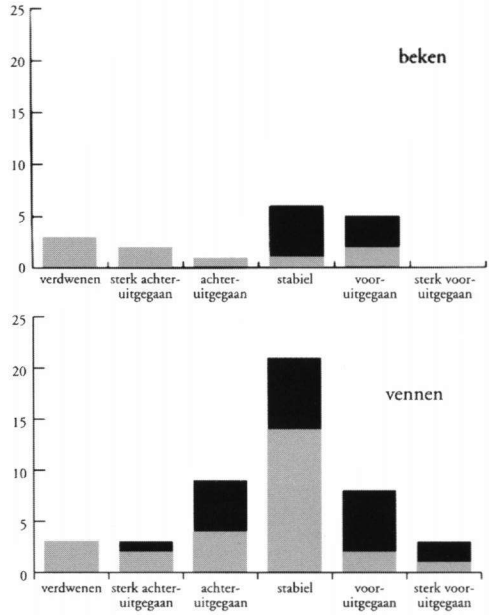 25
20
15
10
5
0
beken
verdwenen sterk achter- achter- stabiel voor- sterk voor-
uitgegaan uitgegaan uitgegaan uitgegaan
25
20
15
10
5
0
vennen
verdwenen sterk achter- achter- stabiel voor- sterk voor-
uitgegaan uitgegaan uitgegaan uitgegaan